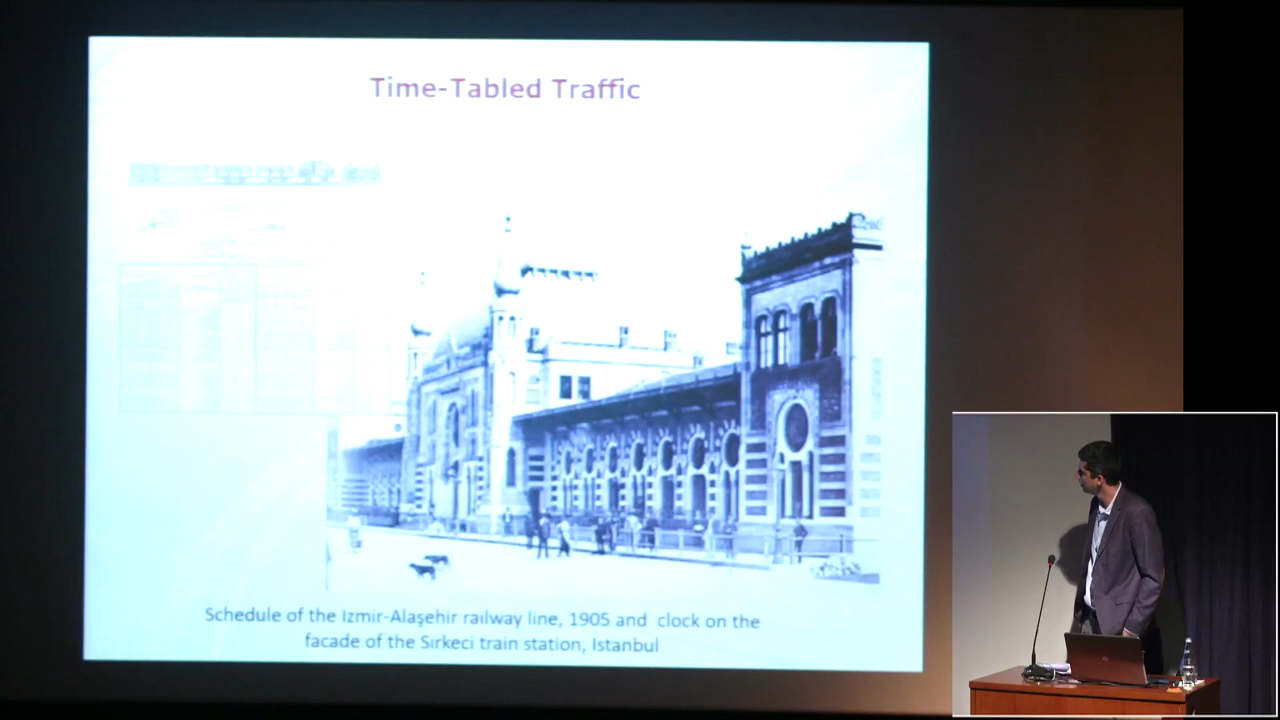 Time-Tabled Traffic
Schedule of the Izmir-Alaşehir railway line, 1905 and clock on the
facade of the Sırkeci train station, Istanbul